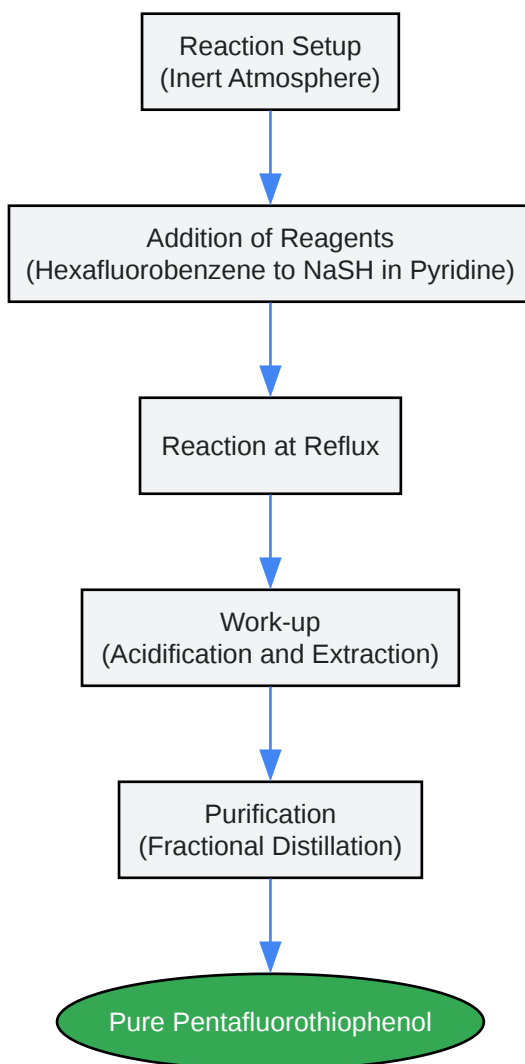 Reaction Setup
(Inert Atmosphere)
Addition of Reagents
(Hexafluorobenzene to NaSH in Pyridine)
Reaction at Reflux
Work-up
(Acidification and Extraction)
Purification
(Fractional Distillation)
Pure Pentafluorothiophenol